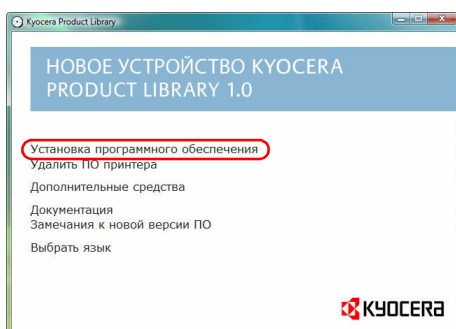 Kyocera Product Library
НОВОЕ УСТРОЙСТВО KYOCERA
PRODUCT LIBRARY 1.0
Установка программного обеспечения
Удалить ПО принтера
Дополнительные средства
Документация
Замечания к новой версии ПО
Выбрать язык
KYOCERA